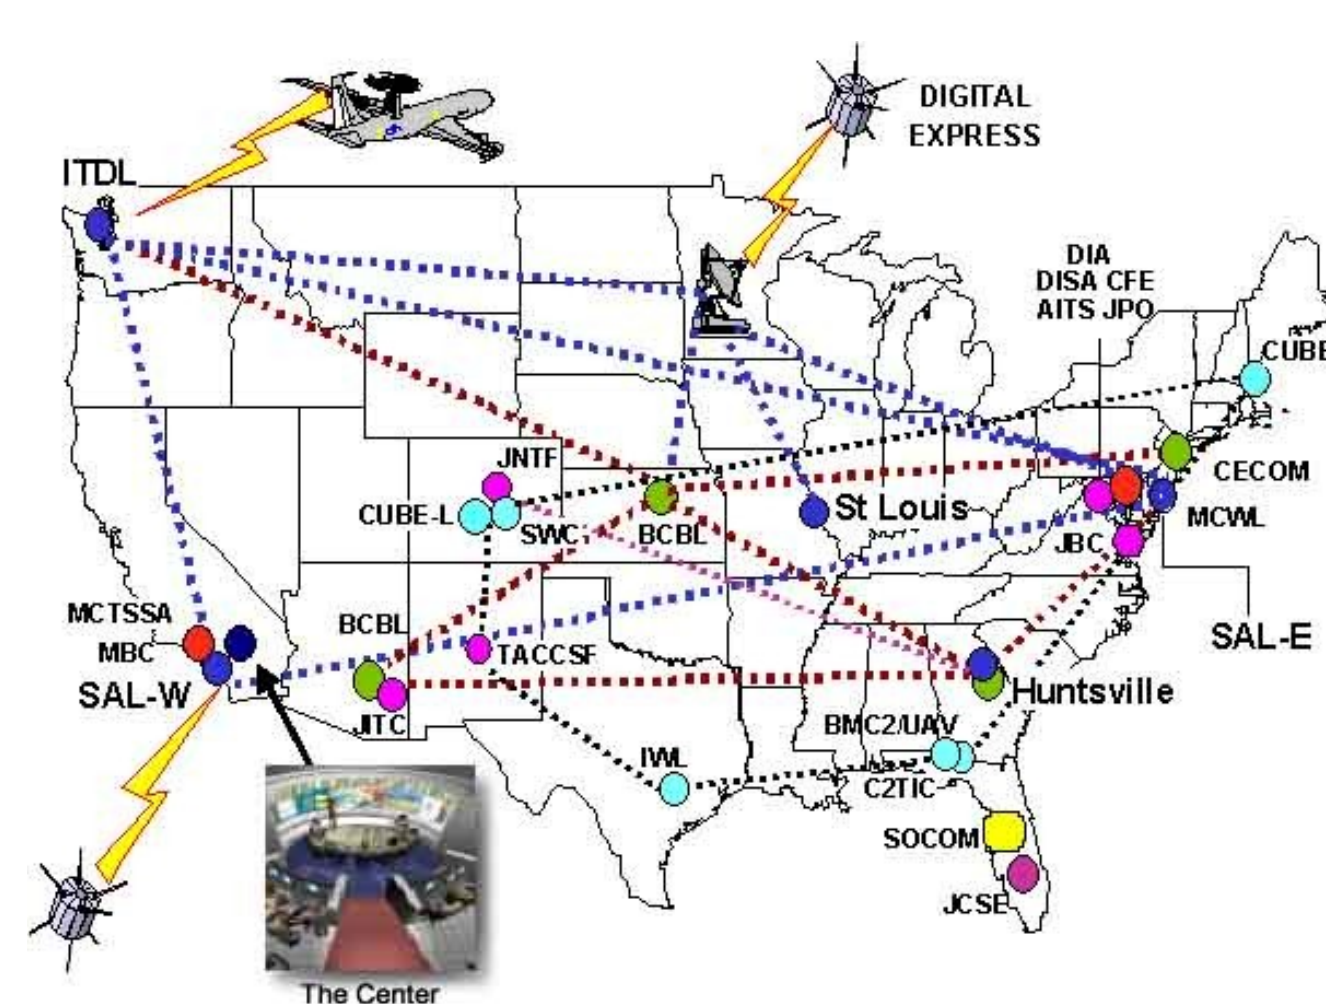 DIGITAL
EXPRESS
ITDL
DIA
DISA CFE
AITS JPO
CUBE
JNTF
CECOM
CUBE-L
SWC
BCBL
St Louis
MCWL
JBC
MCTSSA
BCBL
MBC
TACCSF
SAL-E
SAL-W
JITC
Huntsville
BMC2/UAV
IWL
C2TIC
SOCOM
JCSE
The Center